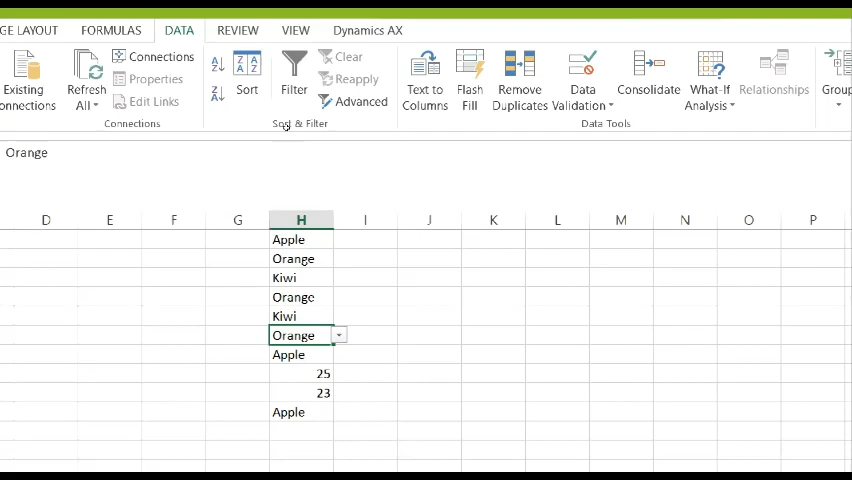 GE LAYOUT FORMULAS DATA REVIEW VIEW Dynamics AX
Existing
onnections
Refresh
All
Connections
Properties
Edit Links
Connections
A
Z
Z
A
Z A
A Z
Sort
Filter
Clear
Reapply
Advanced
Sort & Filter
Text to
Columns
Flash
Fill
Remove
Duplicates
Data
Validation
Consolidate
What-If
Analysis
Relationships
Group
Data Tools
Orange
D E F G H I J K L M N O P
Apple
Orange
Kiwi
Orange
Kiwi
Orange
Apple
25
23
Apple